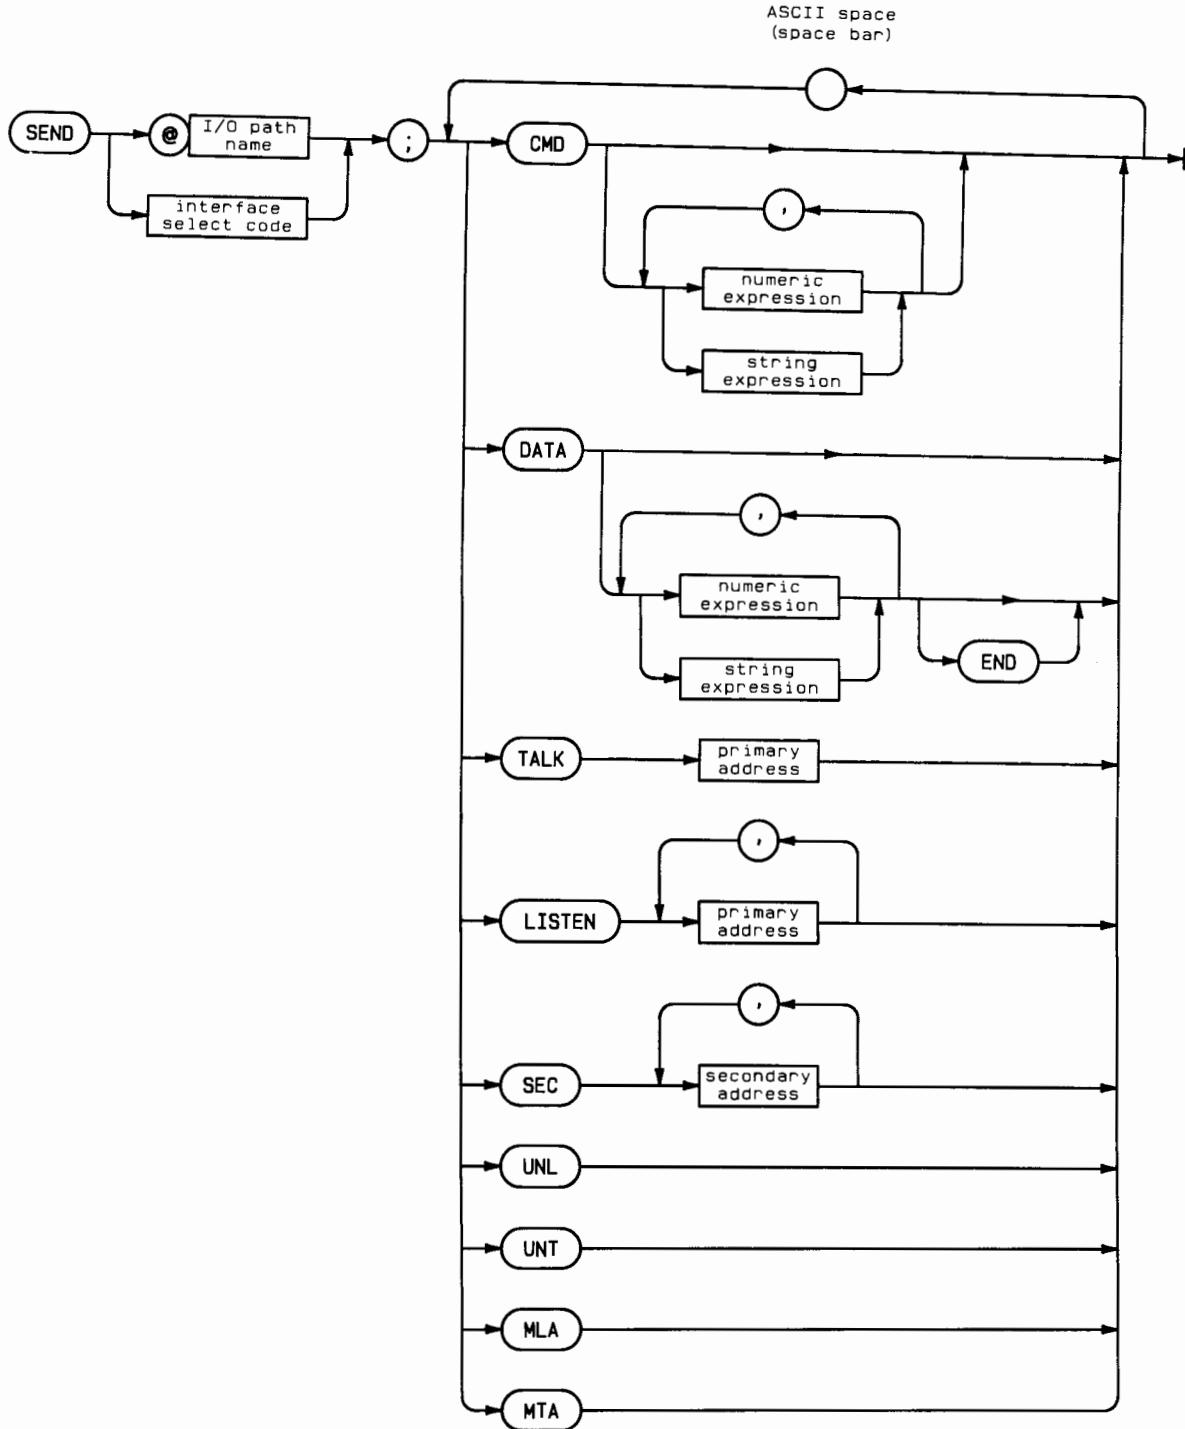 ASCII space
(space bar)
SEND
@
I/O path
name
;
CMD
interface
select code
,
numeric
expression
string
expression
DATA
,
numeric
expression
END
string
expression
TALK
primary
address
,
LISTEN
primary
address
,
SEC
secondary
address
UNL
UNT
MLA
MTA